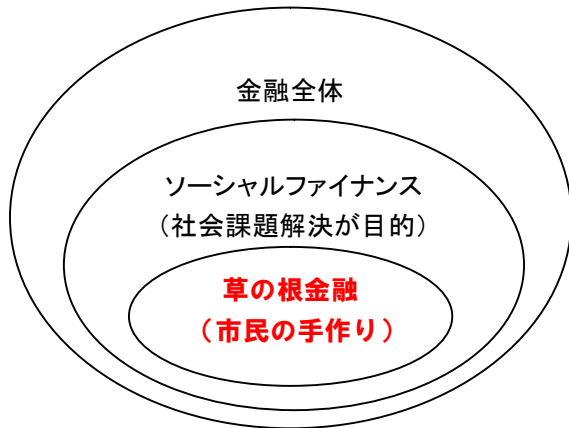 金融全体
ソーシャルファイナンス
（社会課題解決が目的）
草の根金融
（市民の手作り）